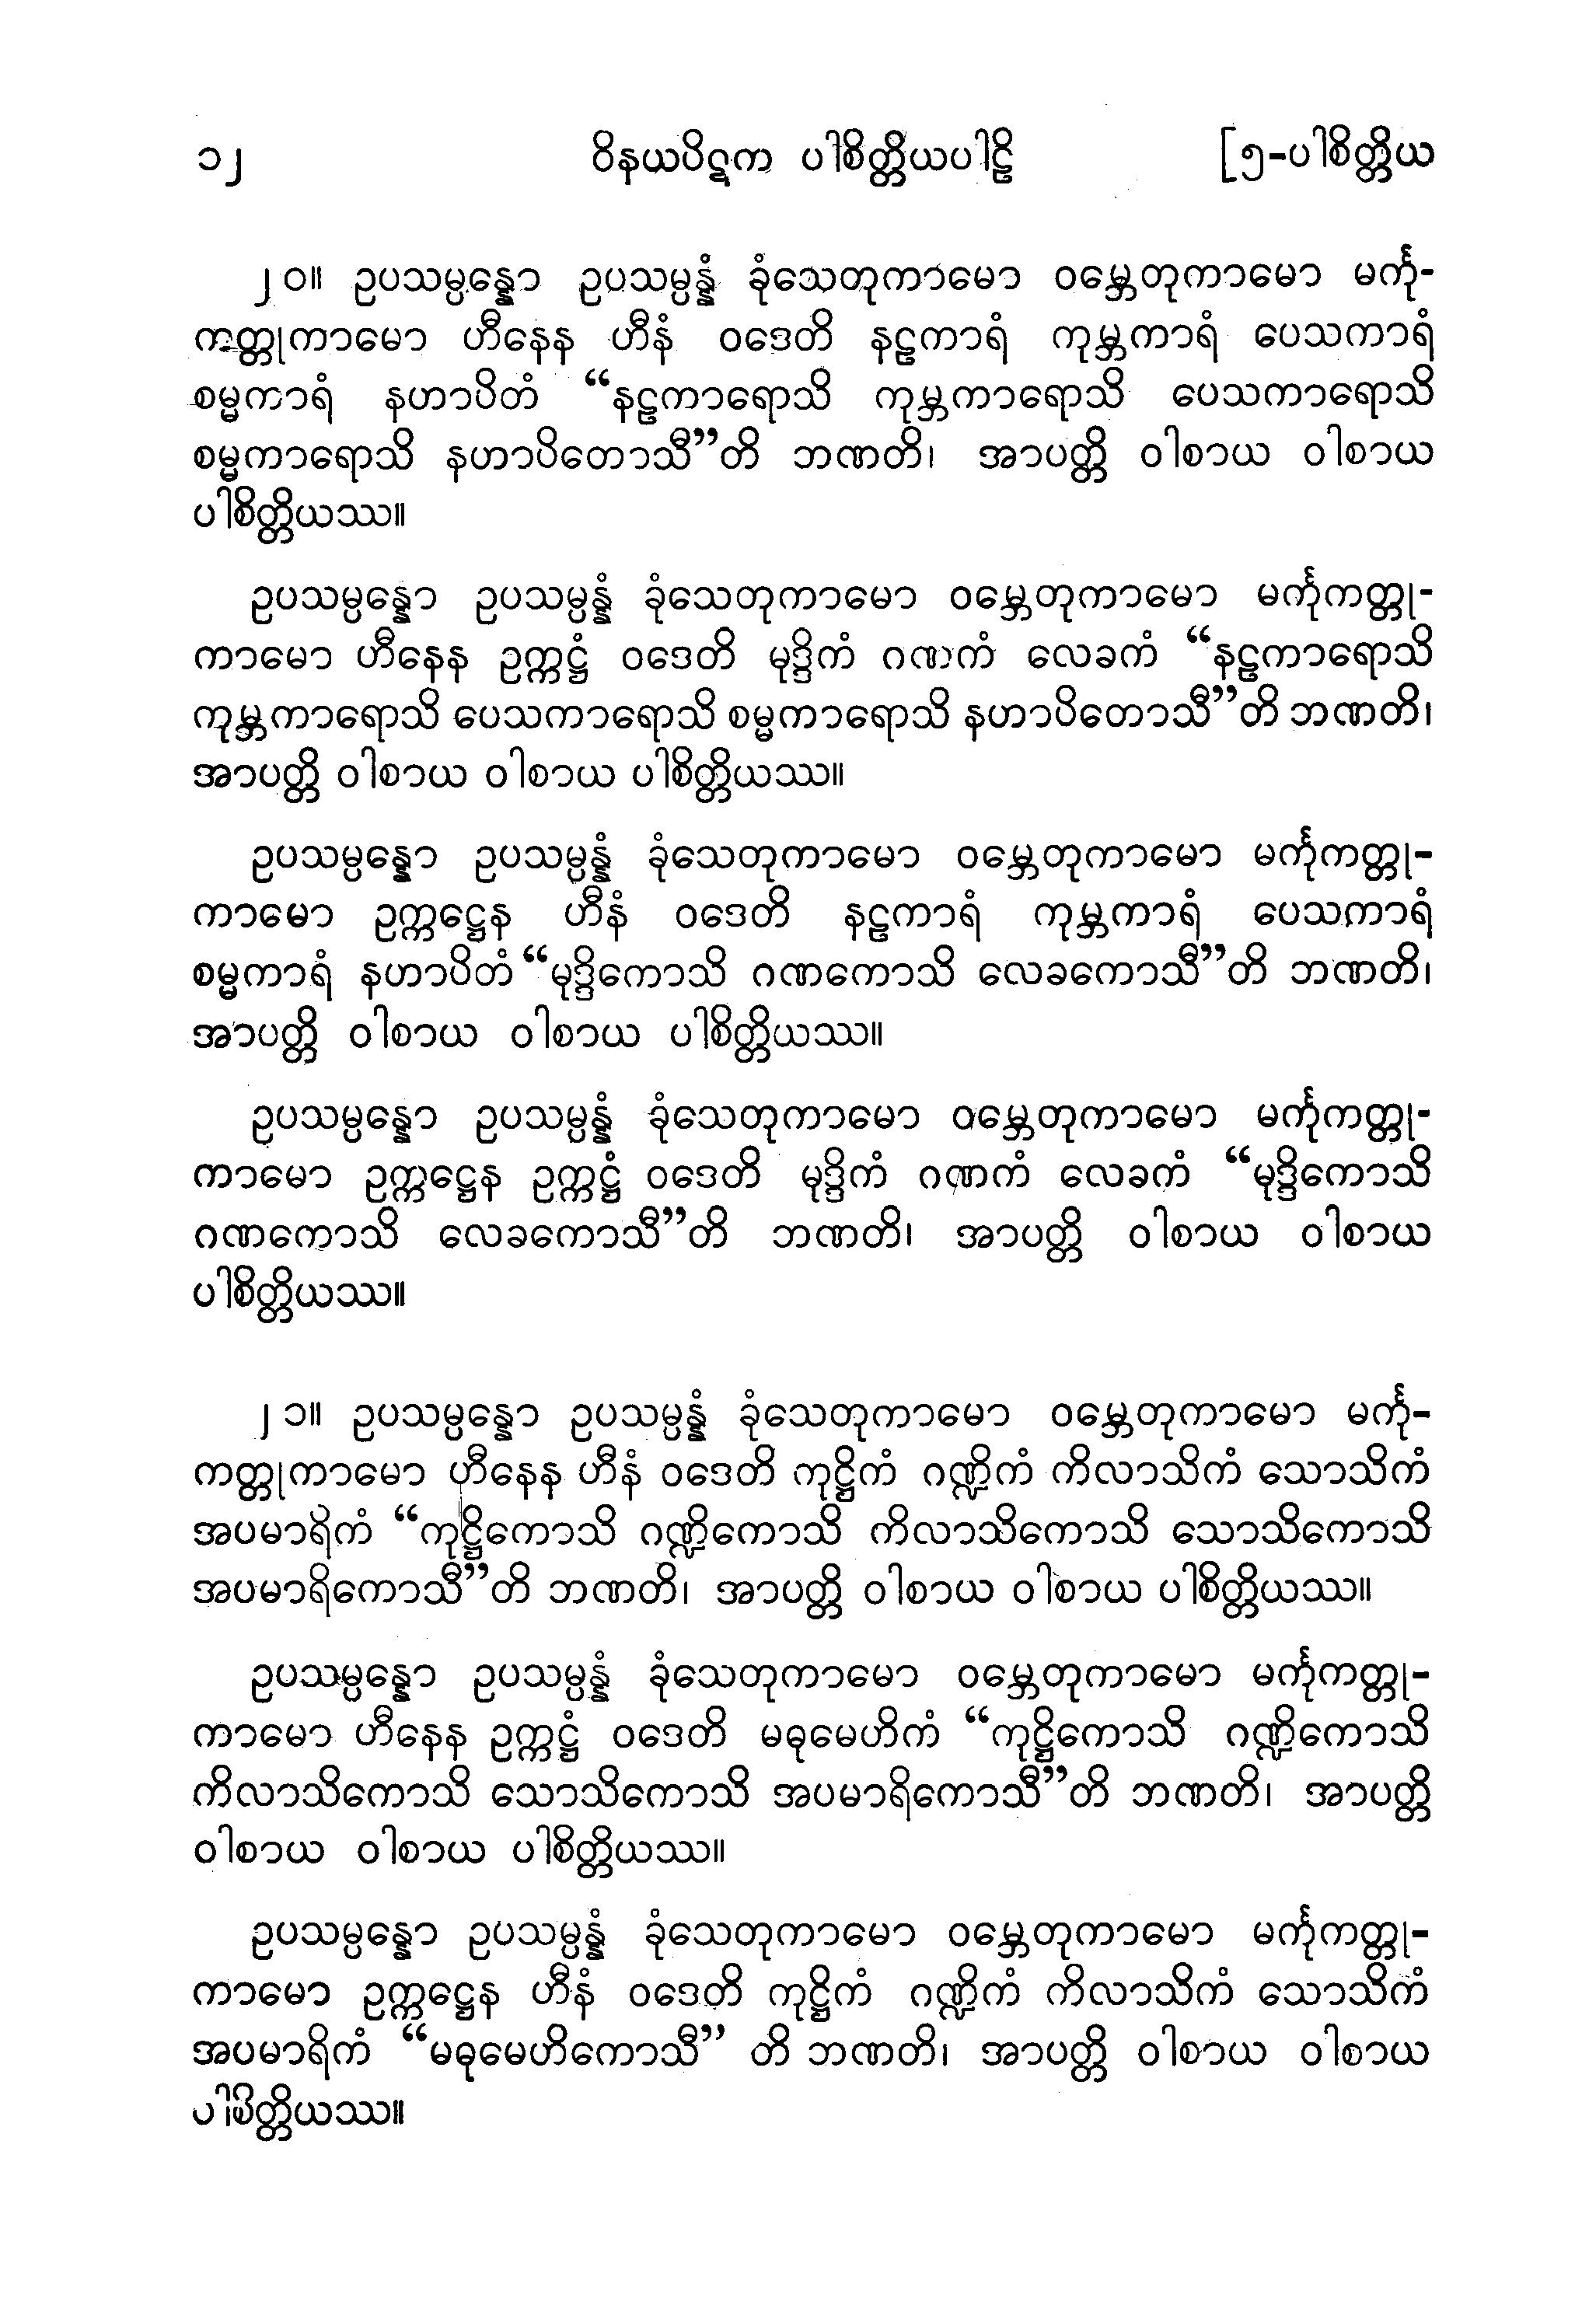 ၁၂ ဝိနယပိဋက ပါစိတ္တိယပါဠိ [၅-ပါစိတ္တိယ
၂၀။ ဥပသမ္ပန္နော ဥပသမ္ပန္နံ ခုံသေတုကာမော ဝမ္ဘေတုကာမော မင်္ကု-
ကတ္တုကာမော ဟီနေန ဟီနံ ဝဒေတိ နဠကာရံ ကုမ္ဘကာရံ ပေသကာရံ
စမ္မကာရံ နဟာပိတံ “နဠကာရောသိ ကုမ္ဘကာရောသိ ပေသကာရောသိ
စမ္မကာရောသိ နဟာပိတောသီ”တိ ဘဏတိ၊ အာပတ္တိ ဝါစာယ ဝါစာယ
ပါစိတ္တိယဿ။
ဥပသမ္ပန္နော ဥပသမ္ပန္နံ ခုံသေတုကာမော ဝမ္ဘေတုကာမော မင်္ကုကတ္တု-
ကာမော ဟီနေန ဥက္ကဋ္ဌံ ဝဒေတိ မုဒ္ဒိကံ ဂဏကံ လေခကံ “နဠကာရောသိ
ကုမ္ဘကာရောသိ ပေသကာရောသိ စမ္မကာရောသိ နဟာပိတောသီ”တိ ဘဏတိ၊
အာပတ္တိ ဝါစာယ ဝါစာယ ပါစိတ္တိယဿ။
ဥပသမ္ပန္နော ဥပသမ္ပန္နံ ခုံသေတုကာမော ဝမ္ဘေတုကာမော မင်္ကုကတ္တု-
ကာမော ဥက္ကဋ္ဌေန ဟီနံ ဝဒေတိ နဠကာရံ ကုမ္ဘကာရံ ပေသကာရံ
စမ္မကာရံ နဟာပိတံ “မုဒ္ဒိကောသိ ဂဏကောသိ လေခကောသီ”တိ ဘဏတိ၊
အာပတ္တိ ဝါစာယ ဝါစာယ ပါစိတ္တိယဿ။
ဥပသမ္ပန္နော ဥပသမ္ပန္နံ ခုံသေတုကာမော ဝမ္ဘေတုကာမော မင်္ကုကတ္တု-
ကာမော ဥက္ကဋ္ဌေန ဥက္ကဋ္ဌံ ဝဒေတိ မုဒ္ဒိကံ ဂဏကံ လေခကံ “မုဒ္ဒိကောသိ
ဂဏကောသိ လေခကောသီ”တိ ဘဏတိ၊ အာပတ္တိ ဝါစာယ ဝါစာယ
ပါစိတ္တိယဿ။
၂၁။ ဥပသမ္ပန္နော ဥပသမ္ပန္နံ ခုံသေတုကာမော ဝမ္ဘေတုကာမော မင်္ကု-
ကတ္တုကာမော ဟီနေန ဟီနံ ဝဒေတိ ကုဋ္ဌိကံ ဂဏ္ဍိကံ ကိလာသိကံ သောသိကံ
အပမာရိကံ “ကုဋ္ဌိကောသိ ဂဏ္ဍိကောသိ ကိလာသိကောသိ သောသိကောသိ
အပမာရိကောသီ”တိ ဘဏတိ၊ အာပတ္တိ ဝါစာယ ဝါစာယ ပါစိတ္တိယဿ။
ဥပသမ္ပန္နော ဥပသမ္ပန္နံ ခုံသေတုကာမော ဝမ္ဘေတုကာမော မင်္ကုကတ္တု-
ကာမော ဟီနေန ဥက္ကဋ္ဌံ ဝဒေတိ မဓုမေဟိကံ “ကုဋ္ဌိကောသိ ဂဏ္ဍိကောသိ
ကိလာသိကောသိ သောသိကောသိ အပမာရိကောသီ”တိ ဘဏတိ၊ အာပတ္တိ
ဝါစာယ ဝါစာယ ပါစိတ္တိယဿ။
ဥပသမ္ပန္နော ဥပသမ္ပန္နံ ခုံသေတုကာမော ဝမ္ဘေတုကာမော မင်္ကုကတ္တု-
ကာမော ဥက္ကဋ္ဌေန ဟီနံ ဝဒေတိ ကုဋ္ဌိကံ ဂဏ္ဍိကံ ကိလာသိကံ သောသိကံ
အပမာရိကံ “မဓုမေဟိကောသီ” တိ ဘဏတိ၊ အာပတ္တိ ဝါစာယ ဝါစာယ
ပါစိတ္တိယဿ။